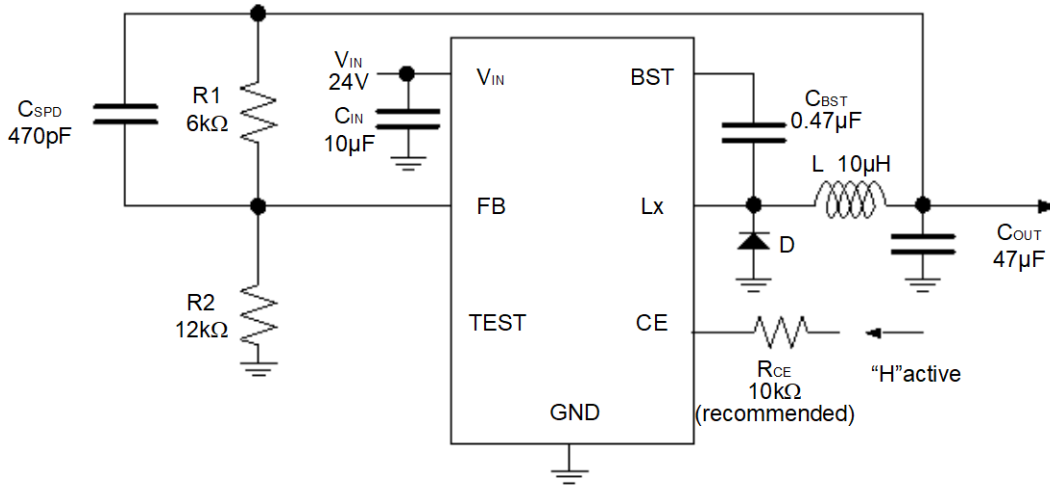 CSPD
470pF
R1
6kΩ
VIN
24V
CIN
10µF
VIN
BST
CBST
0.47µF
L 10µH
FB
Lx
D
COUT
47µF
R2
12kΩ
TEST
CE
RCE
10kΩ
(recommended)
“H”active
GND